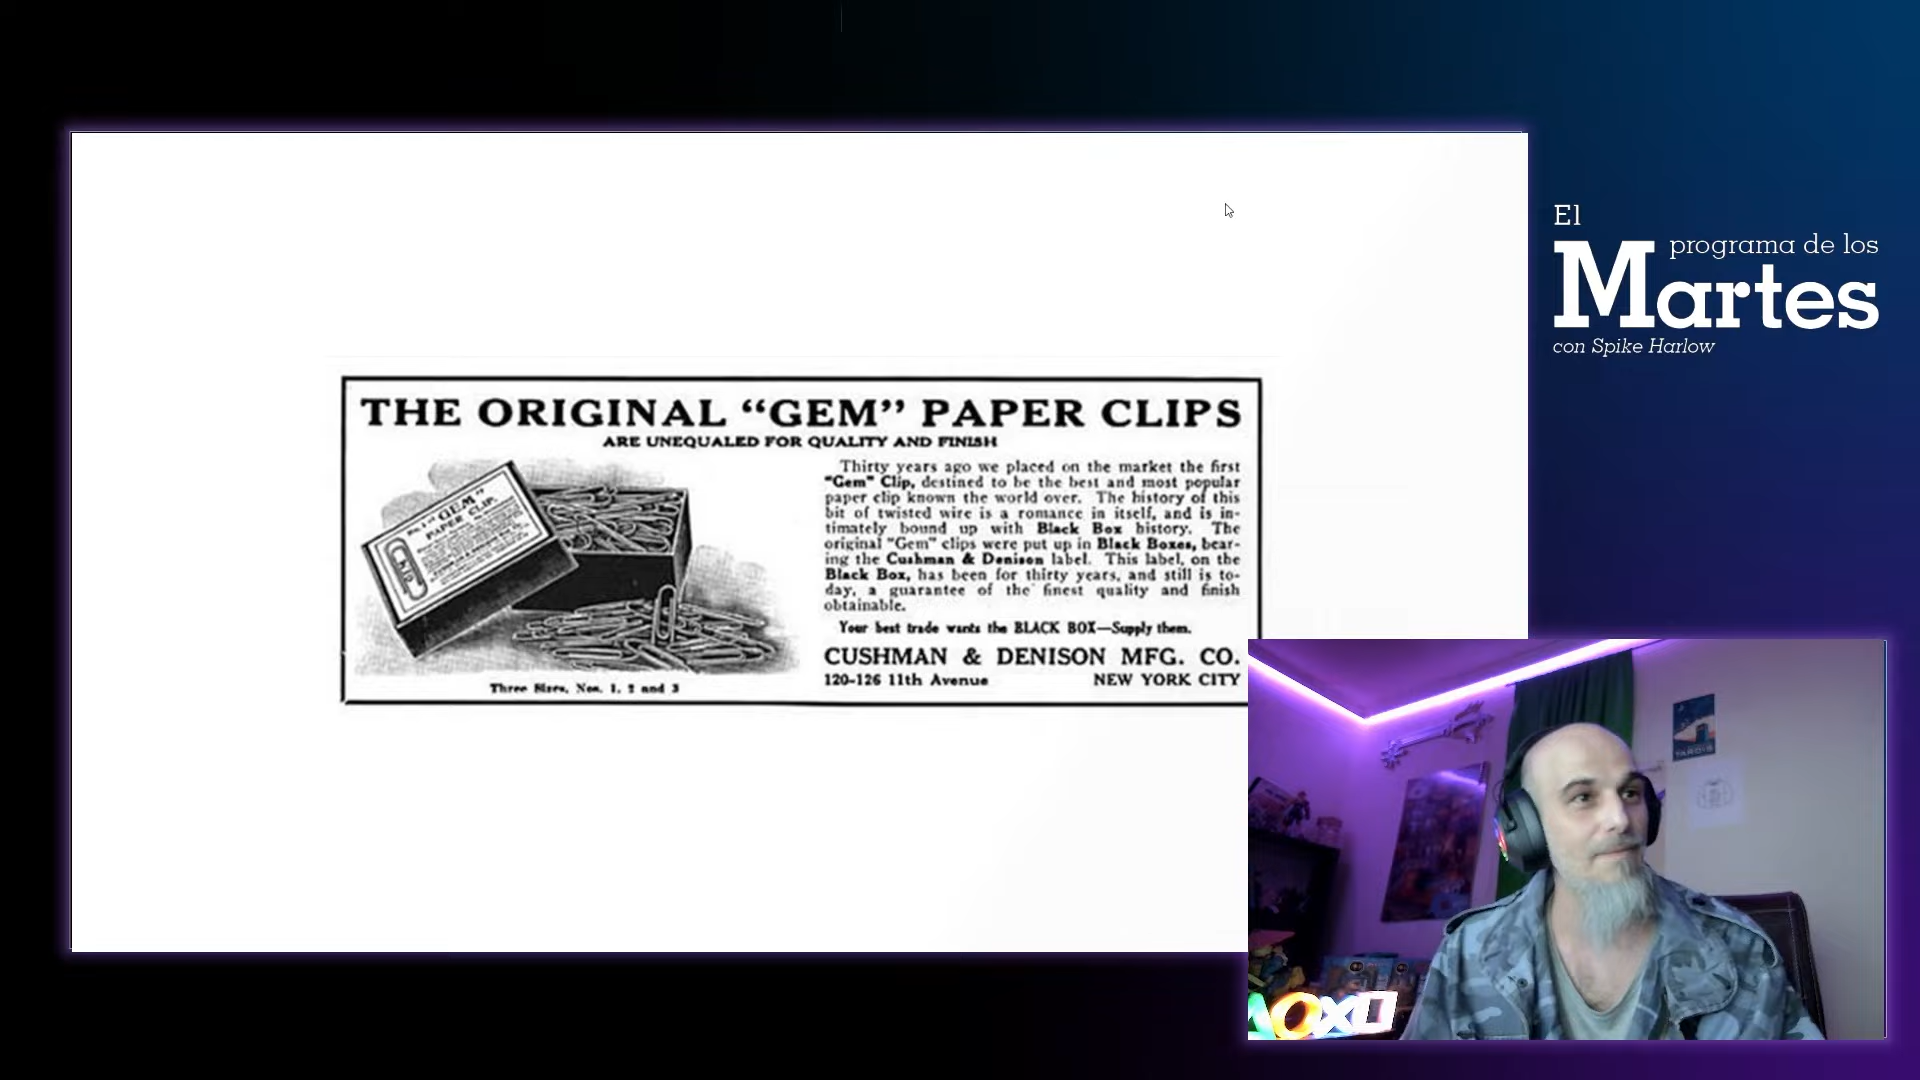 El
programa de los
Martes
con Spike Harlow
THE ORIGINAL “GEM” PAPER CLIPS
ARE UNEQUALED FOR QUALITY AND FINISH
"GEM"
PAPER CLIP.
Three Sizes, Nos. 1, 2 and 3
Thirty years ago we placed on the market the first
"Gem" Clip, destined to be the best and most popular
paper clip known the world over. The history of this
bit of twisted wire is a romance in itself, and is in-
timately bound up with Black Box history. The
original "Gem" clips were put up in Black Boxes, bear-
ing the Cushman & Denison label. This label, on the
Black Box, has been for thirty years, and still is to-
day, a guarantee of the finest quality and finish
obtainable.
Your best trade wants the BLACK BOX—Supply them.
CUSHMAN & DENISON MFG. CO.
120-126 11th Avenue NEW YORK CITY
TARDIS